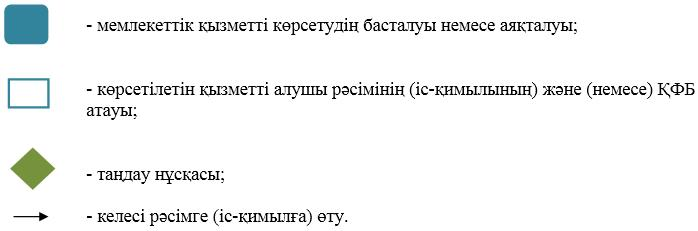 - мемлекеттік қызметті көрсетудің басталуы немесе аяқталуы;
- көрсетілетін қызметті алушы рәсімінің (іс-қимылының) және (немесе) ҚФБ
атауы;
- таңдау нұсқасы;
- келесі рәсімге (іс-қимылға) өту.